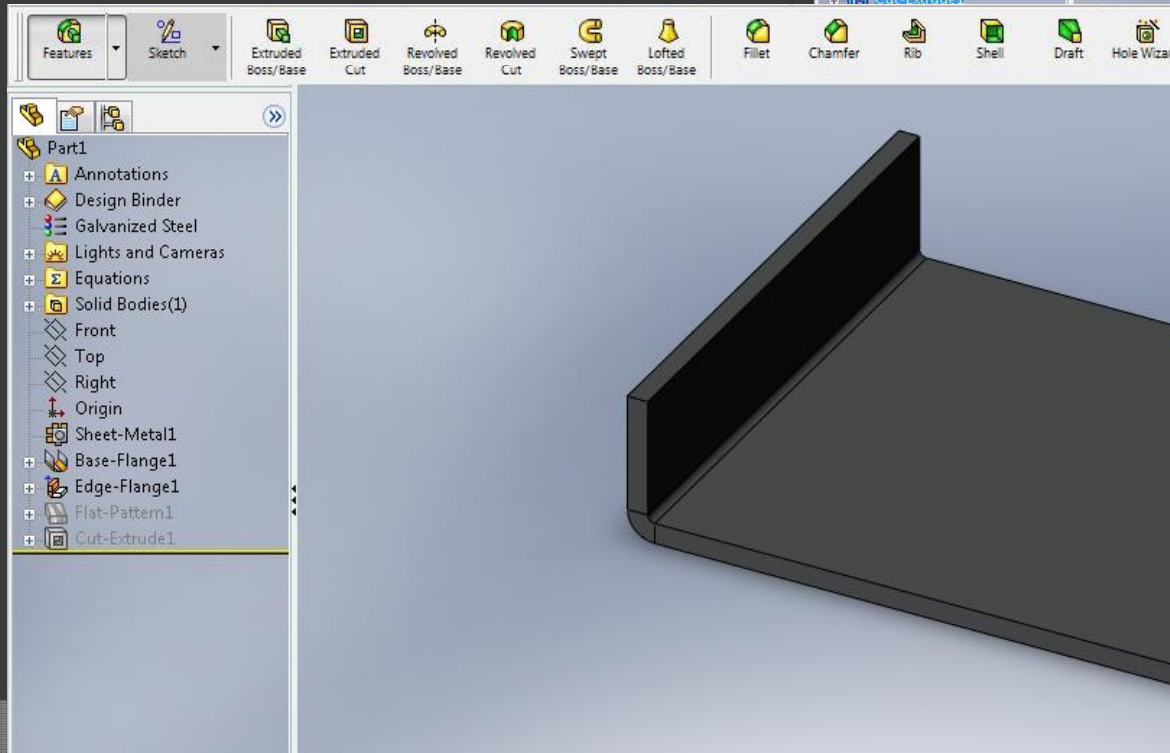 Cut-Extrude1
Features
Sketch
Extruded
Boss/Base
Extruded
Cut
Revolved
Boss/Base
Revolved
Cut
Swept
Boss/Base
Lofted
Boss/Base
Fillet
Chamfer
Rib
Shell
Draft
Hole Wizar
Part1
Annotations
Design Binder
Galvanized Steel
Lights and Cameras
Equations
Solid Bodies(1)
Front
Top
Right
Origin
Sheet-Metal1
Base-Flange1
Edge-Flange1
Flat-Pattern1
Cut-Extrude1